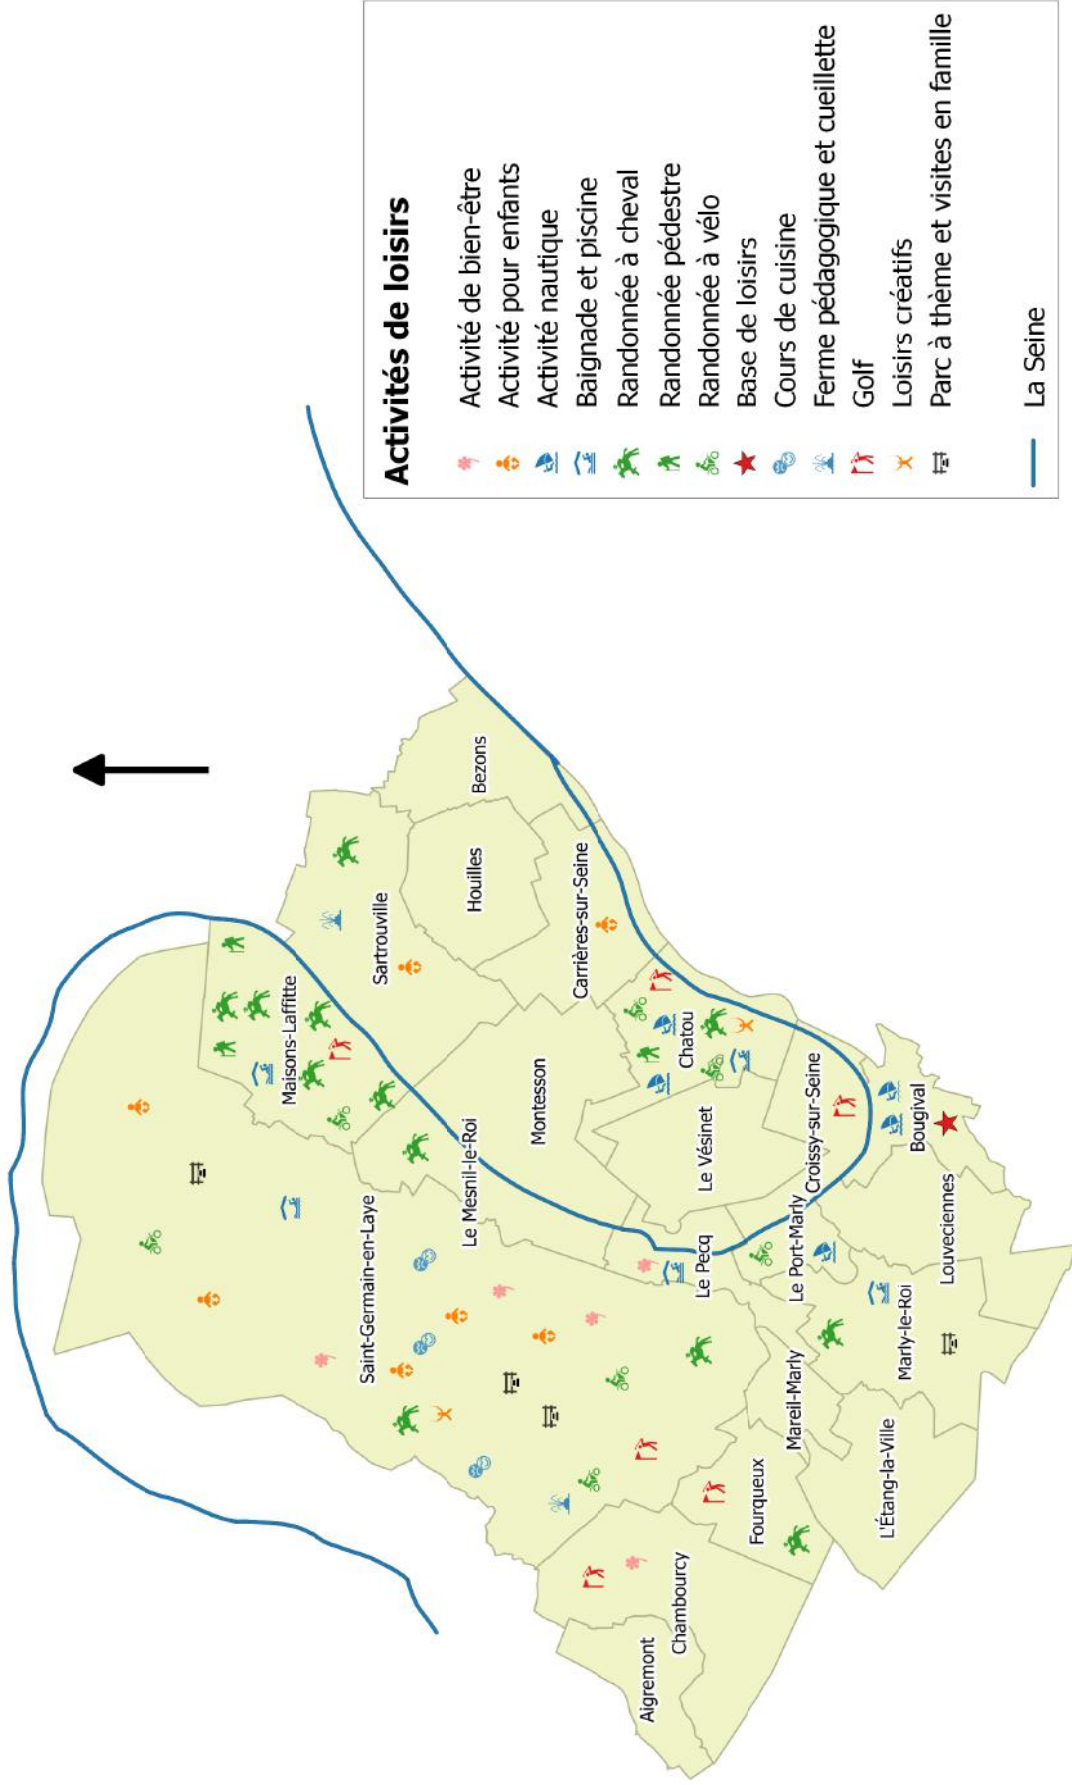 Activités de loisirs
Activité de bien-être
Activité pour enfants
Activité nautique
Baignade et piscine
Randonnée à cheval
Randonnée pédestre
Randonnée à vélo
Base de loisirs
Cours de cuisine
Ferme pédagogique et cueillette
Golf
Loisirs créatifs
Parc à thème et visites en famille
La Seine
Maisons-Laffitte
Saint-Germain-en-Laye
Sartrouville
Le Mesnil-le-Roi
Houilles
Bezons
Montesson
Carrières-sur-Seine
Aigremont
Chambourcy
Chatou
Le Pecq
Le Vésinet
Fourqueux
Mareil-Marly
Le Port-Marly
Croissy-sur-Seine
L'Étang-la-Ville
Marly-le-Roi
Bougival
Louveciennes